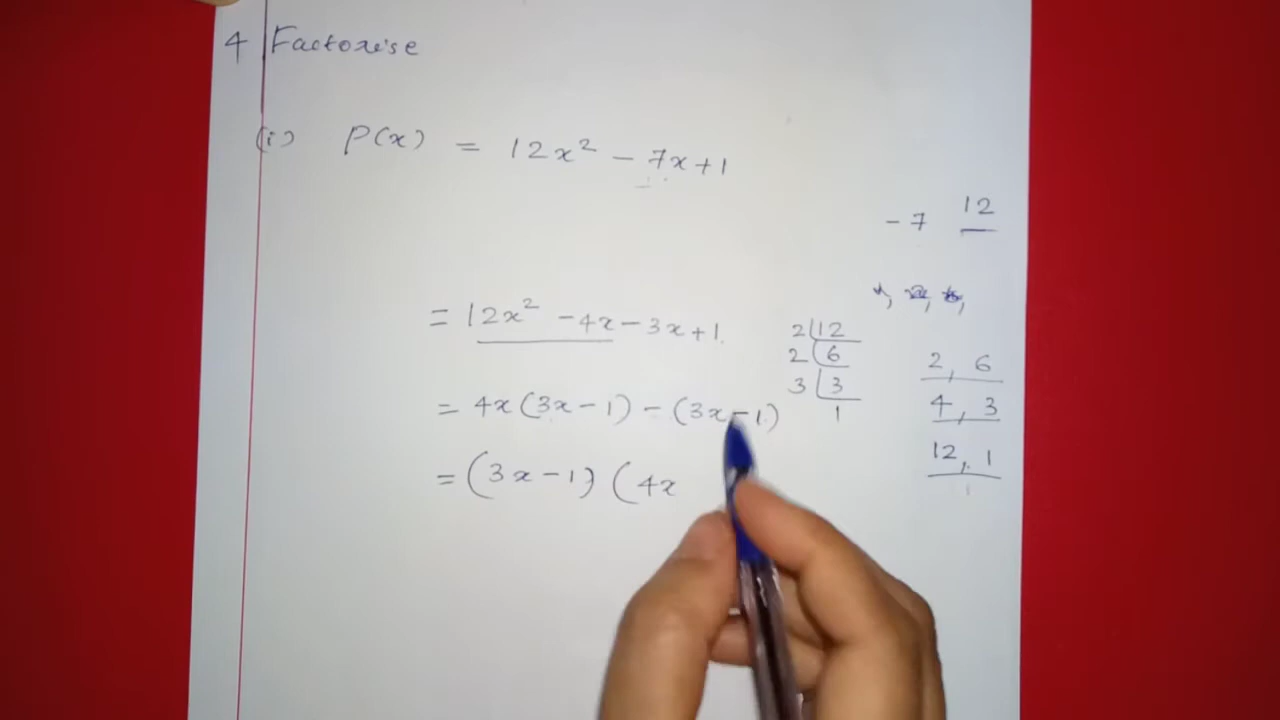 4 Factorise
(i) P(x) = 12x² - 7x + 1
- 7 12
= 12x² - 4x - 3x + 1
2 | 12
2 | 6
3 | 3
1
2, 6
4, 3
12, 1
= 4x (3x - 1) - (3x - 1)
= (3x - 1) (4x